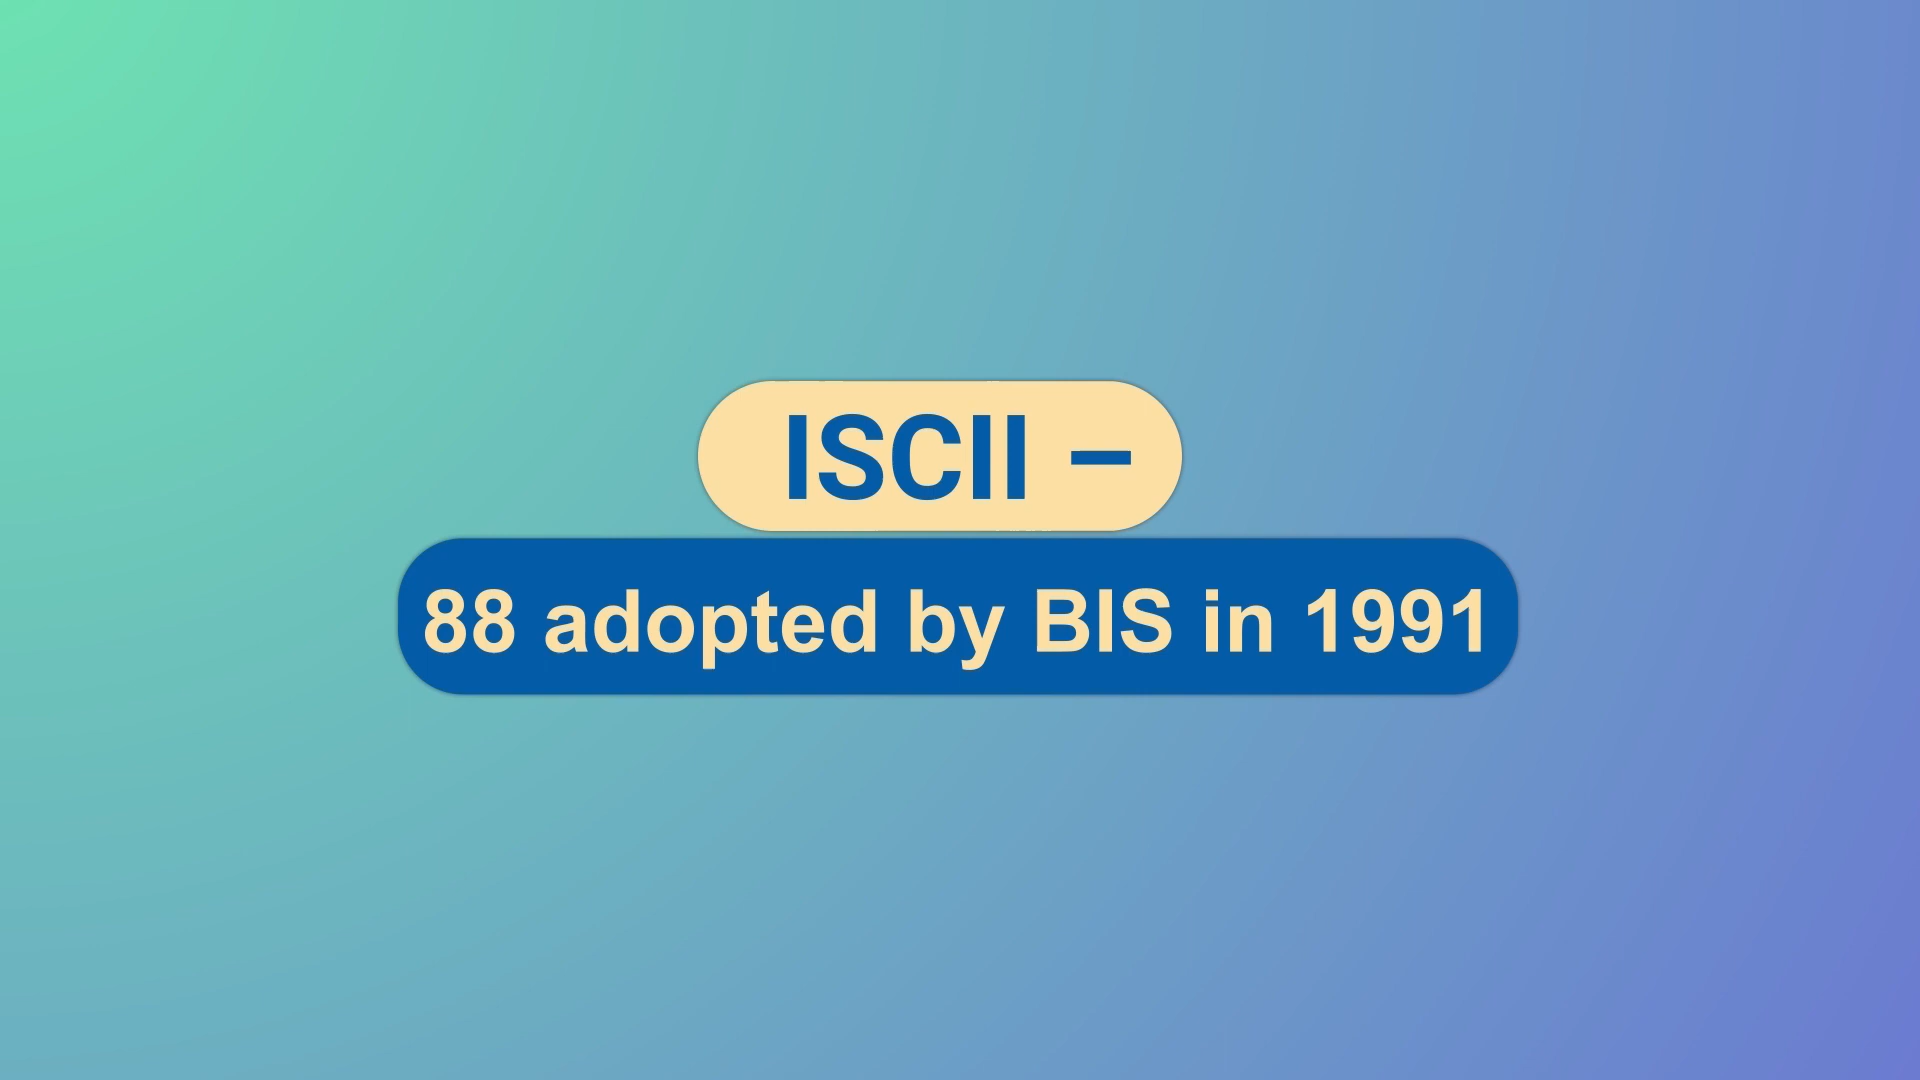 ISCII –
88 adopted by BIS in 1991